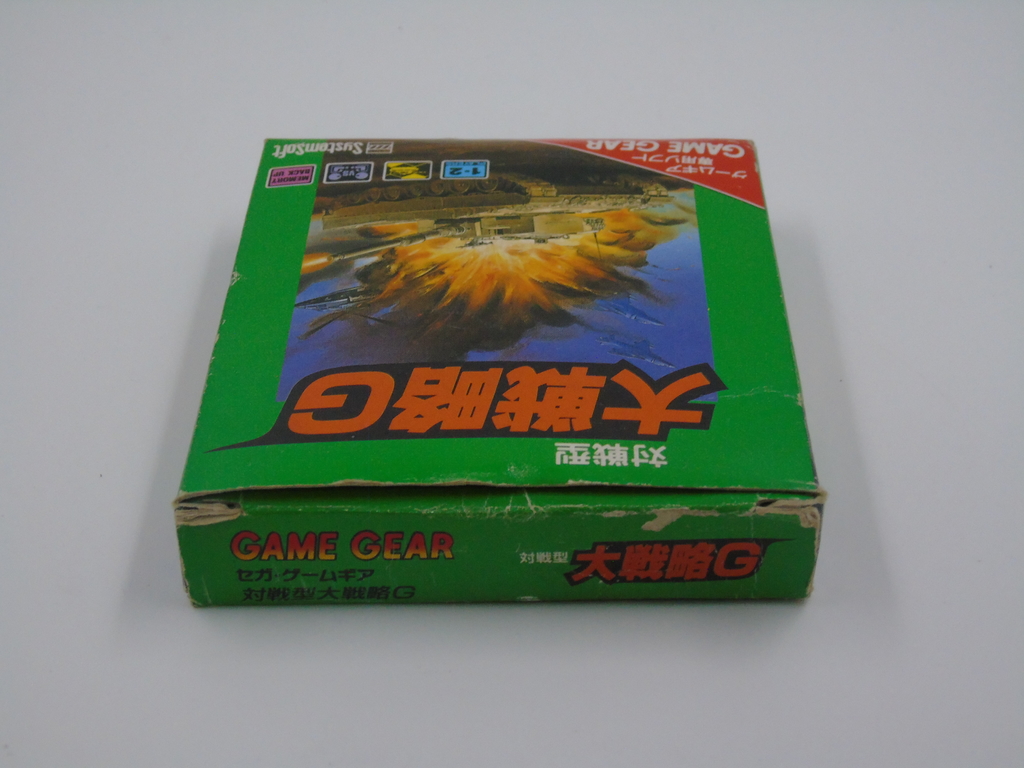 ゲームギア
専用ソフト
GAME GEAR
1-2
VS
MEMORY
BACK UP
SystemSoft
対戦型
大戦略G
GAME GEAR
セガ・ゲームギア
対戦型大戦略G
対戦型 大戦略G